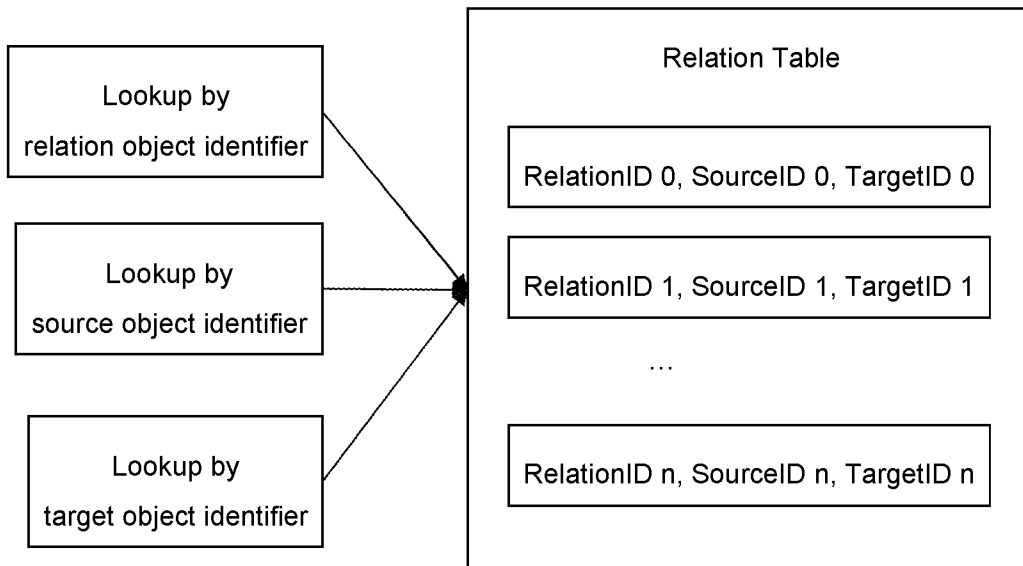 Lookup by
relation object identifier
Lookup by
source object identifier
Lookup by
target object identifier
Relation Table
RelationID 0, SourceID 0, TargetID 0
RelationID 1, SourceID 1, TargetID 1
...
RelationID n, SourceID n, TargetID n